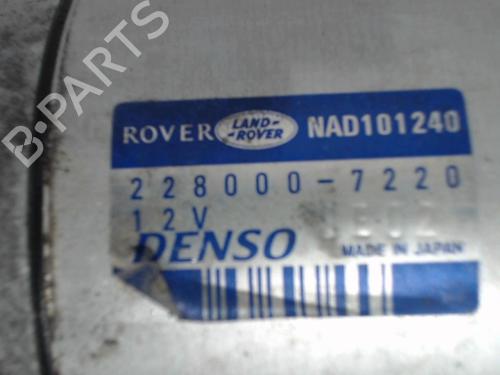 B-PARTS
ROVER LAND-ROVER NAD101240
228000-7220
12V
DENSO MADE IN JAPAN